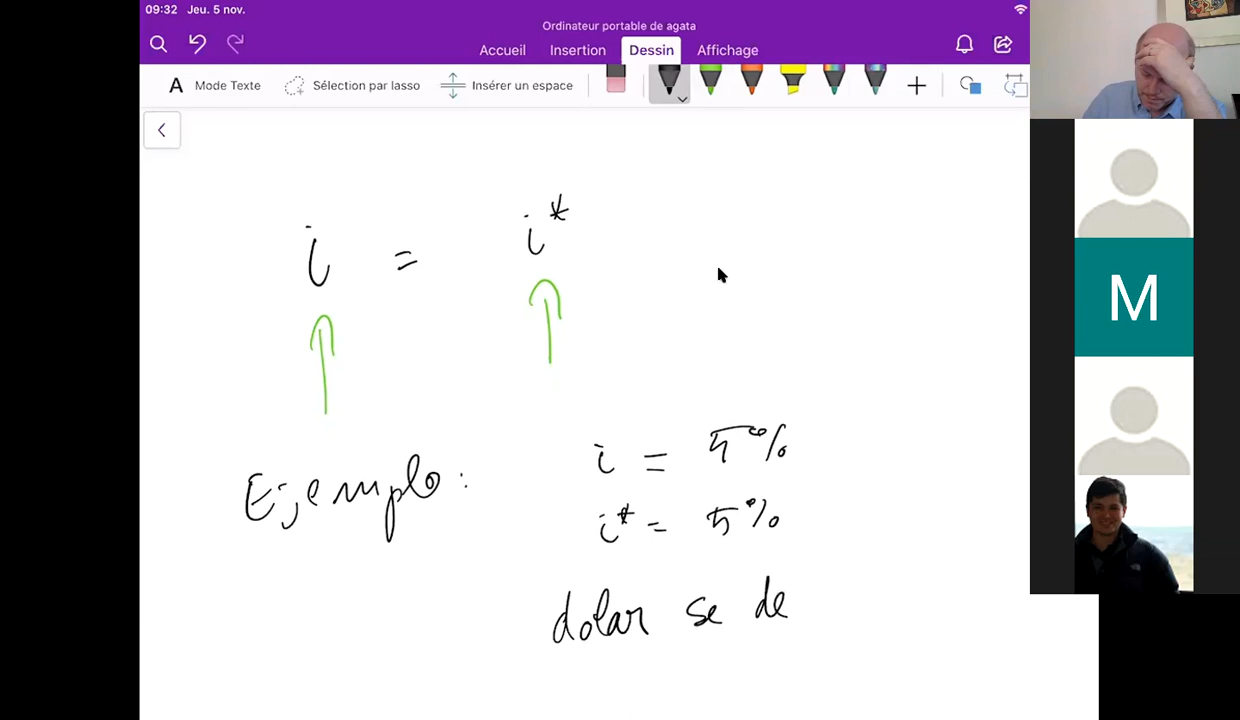 09:32 Jeu. 5 nov.
Ordinateur portable de agata
Accueil Insertion Dessin Affichage
A Mode Texte Sélection par lasso Insérer un espace
i = i*
Ejemplo:
i = 5%
i* = 5%
dolar se de
M